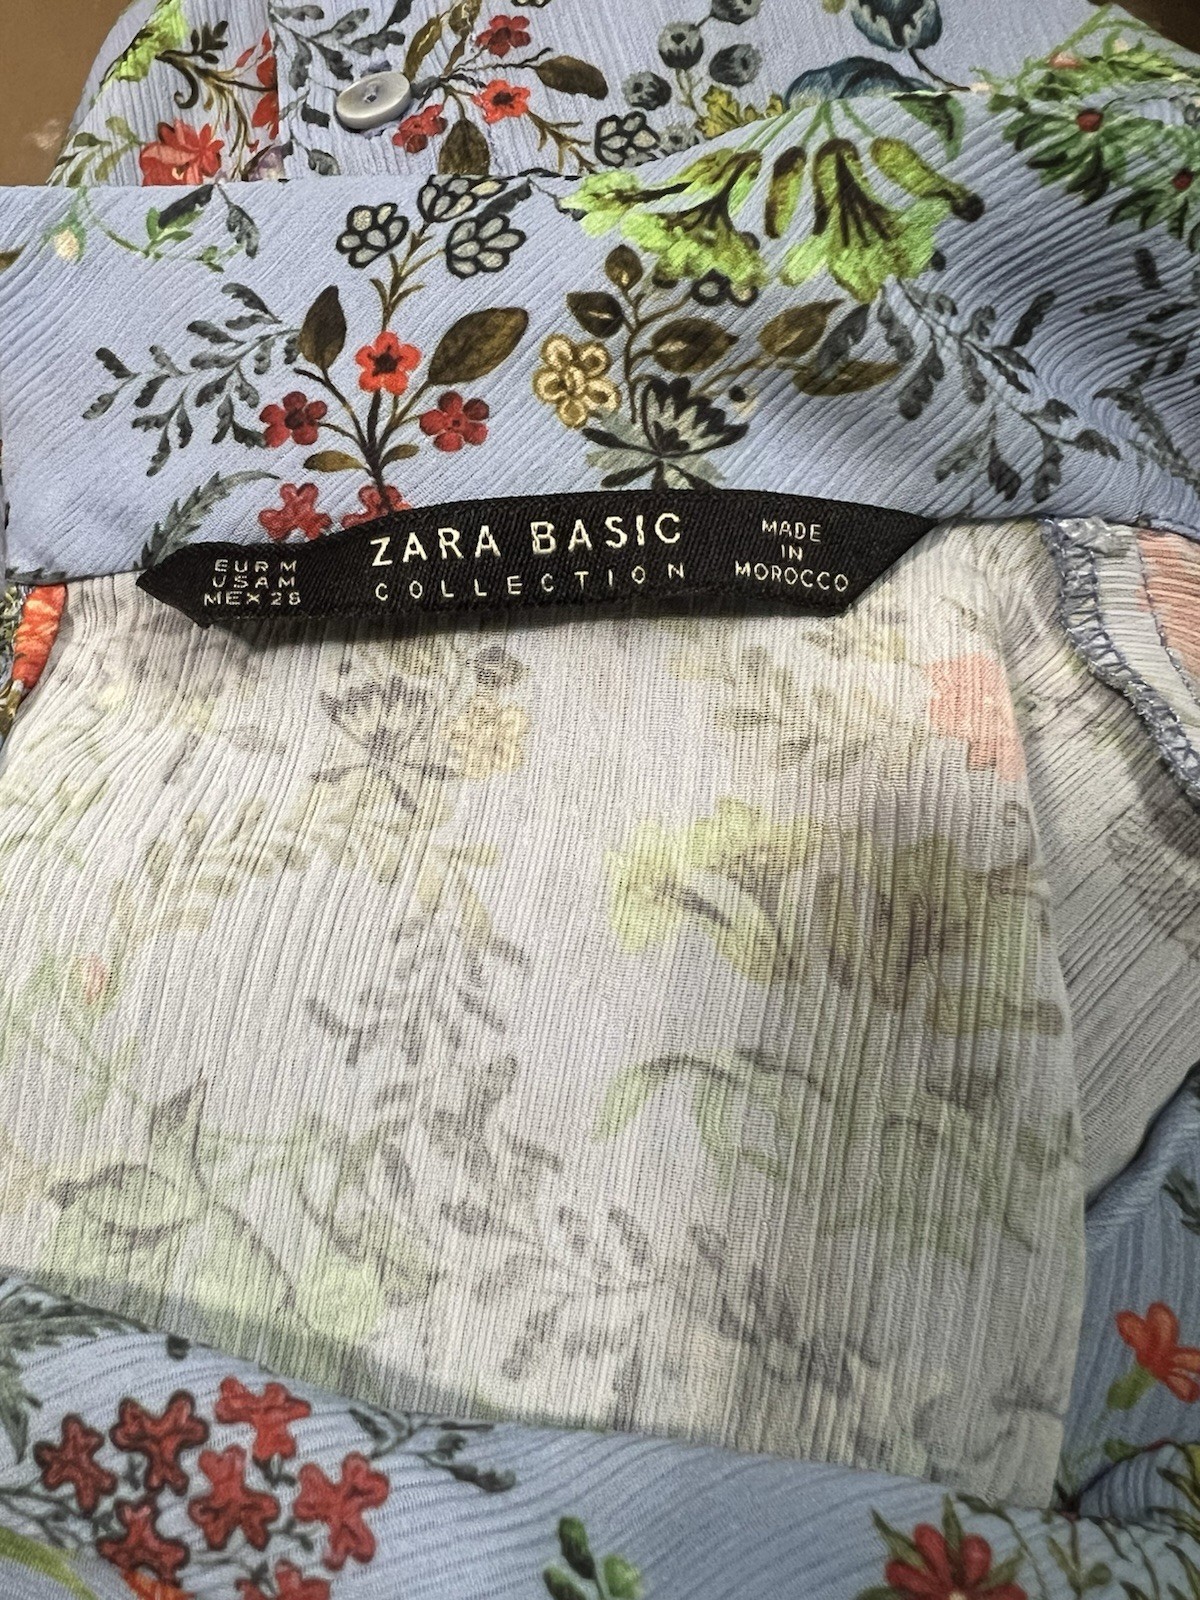 EUR M
USA M
MEX 28
ZARA BASIC
COLLECTION
MADE
IN
MOROCCO